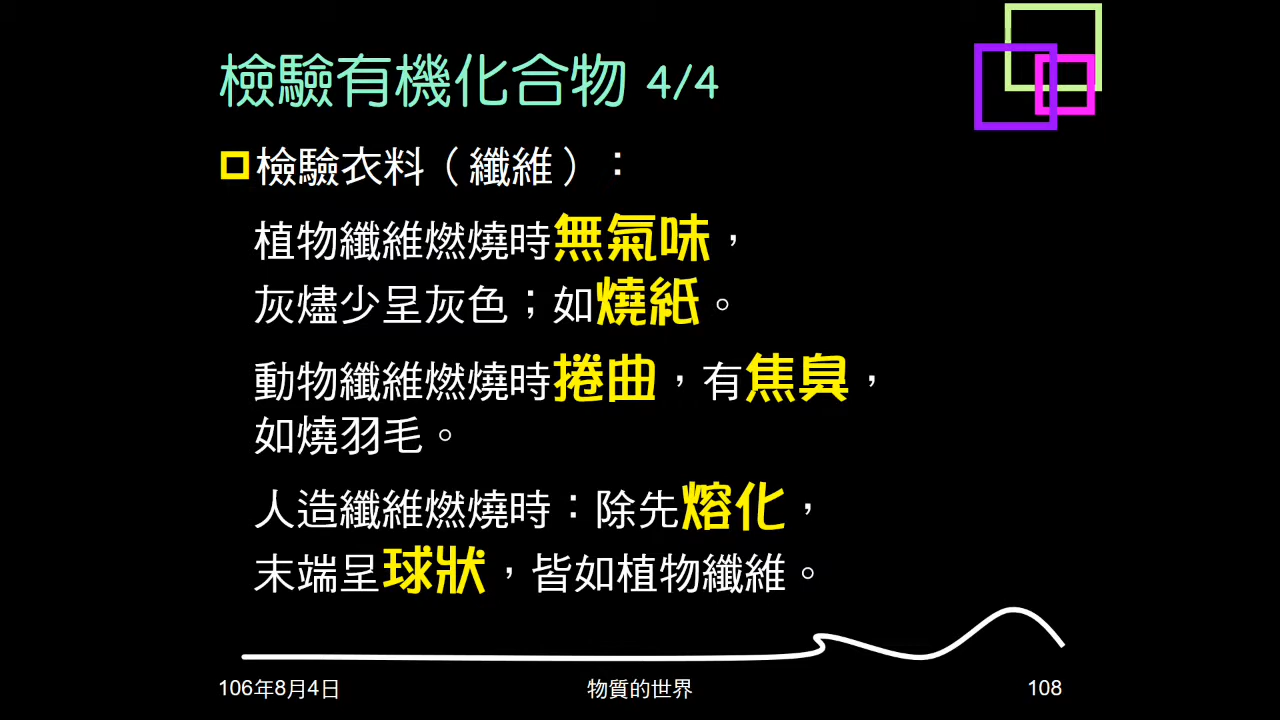 檢驗有機化合物 4/4
檢驗衣料（纖維）：
植物纖維燃燒時無氣味，
灰燼少呈灰色；如燒紙。
動物纖維燃燒時捲曲，有焦臭，
如燒羽毛。
人造纖維燃燒時：除先熔化，
末端呈球狀，皆如植物纖維。
106年8月4日
物質的世界
108